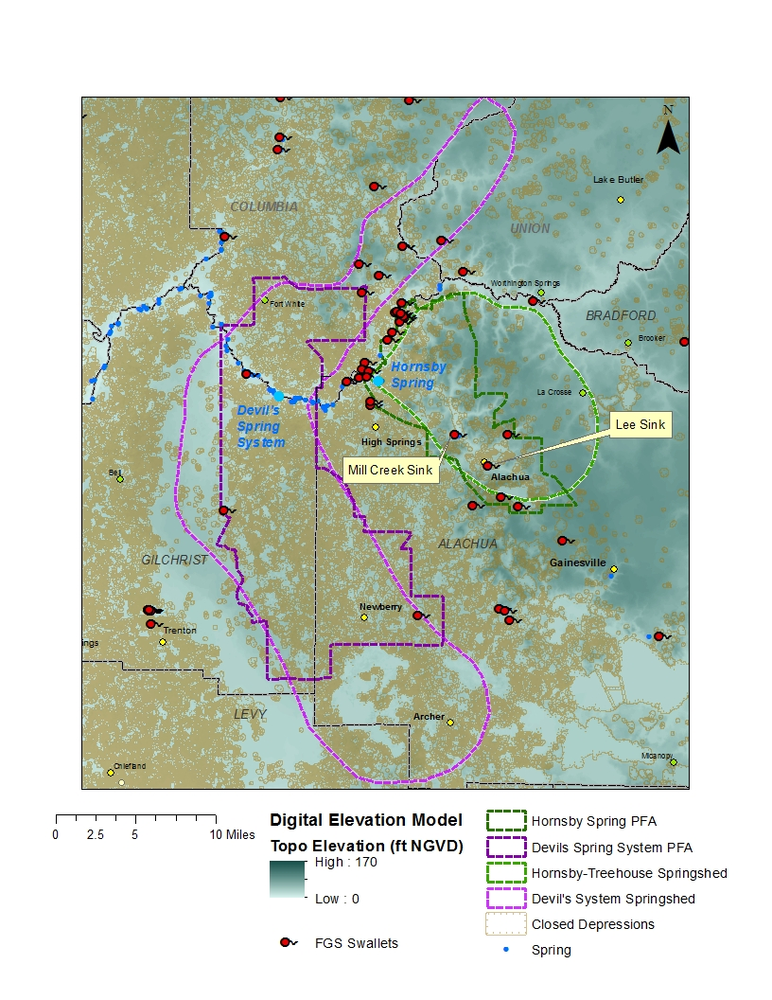 N
Lake Butler
COLUMBIA
UNION
Worthington Springs
Fort White
BRADFORD
Brooker
Hornsby
Spring
La Crosse
Devil's
Spring
System
Lee Sink
High Springs
Mill Creek Sink
Bell
Alachua
ALACHUA
GILCHRIST
Gainesville
Newberry
Trenton
ings
LEVY
Archer
Micanopy
Chiefland
0 2.5 5 10 Miles
Digital Elevation Model
Topo Elevation (ft NGVD)
High : 170
Low : 0
FGS Swallets
Hornsby Spring PFA
Devils Spring System PFA
Hornsby-Treehouse Springshed
Devil's System Springshed
Closed Depressions
Spring